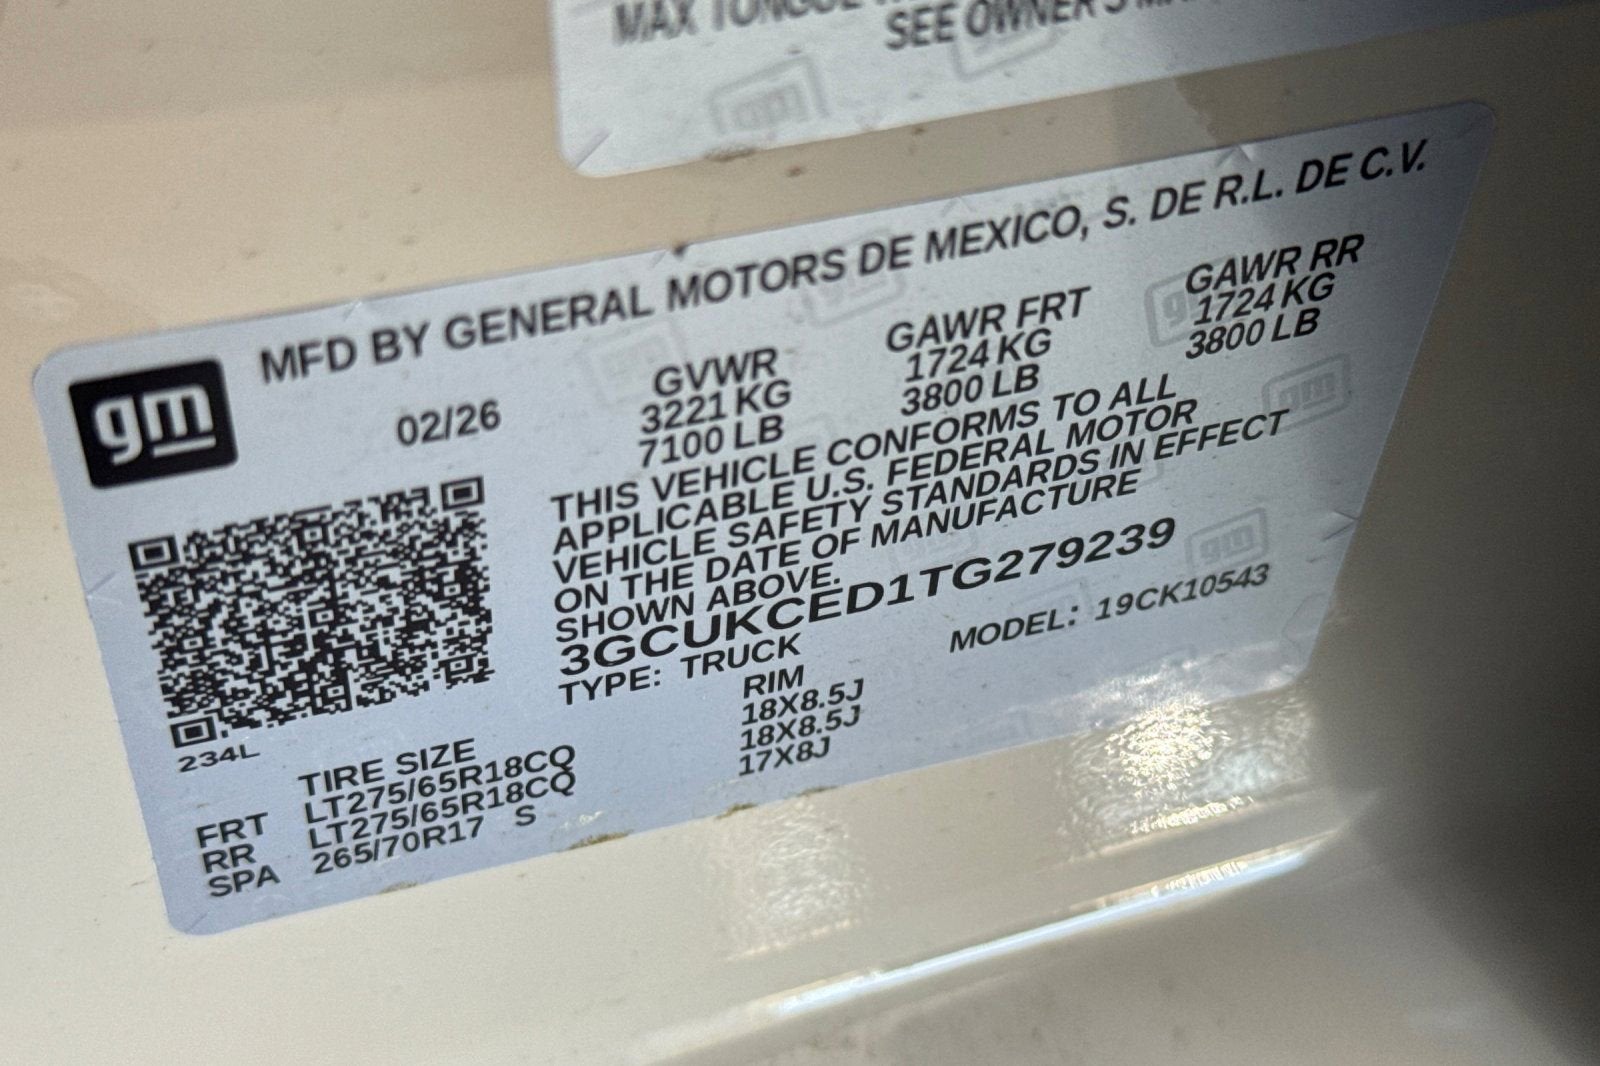 MAX TONGUE
SEE OWNER'S
MFD BY GENERAL MOTORS DE MEXICO, S. DE R.L. DE C.V.
gm
02/26
GVWR GAWR FRT GAWR RR
3221 KG 1724 KG 1724 KG
7100 LB 3800 LB 3800 LB
THIS VEHICLE CONFORMS TO ALL
APPLICABLE U.S. FEDERAL MOTOR
VEHICLE SAFETY STANDARDS IN EFFECT
ON THE DATE OF MANUFACTURE
SHOWN ABOVE.
3GCUKCED1TG279239
TYPE: TRUCK MODEL: 19CK10543
234L
TIRE SIZE RIM
FRT LT275/65R18CQ 18X8.5J
RR LT275/65R18CQ 18X8.5J
SPA 265/70R17 S 17X8J